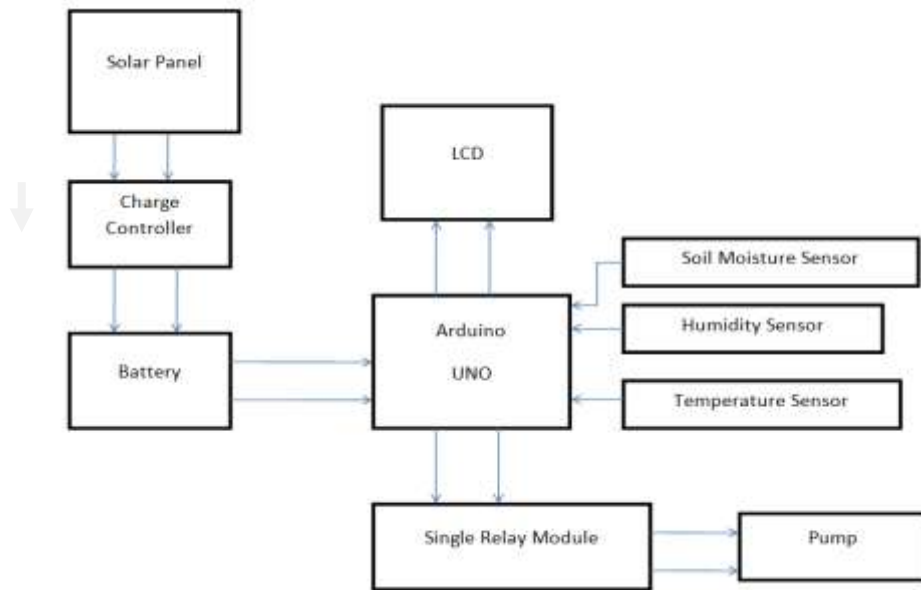 Solar Panel
LCD
Charge
Controller
Soil Moisture Sensor
Humidity Sensor
Arduino
UNO
Battery
Temperature Sensor
Single Relay Module
Pump